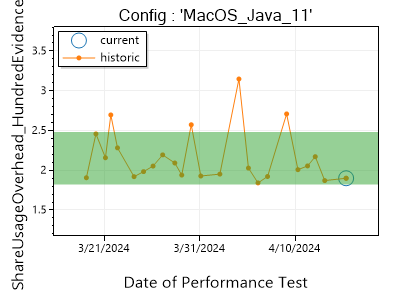 Config : 'MacOS_Java_11'
ShareUsageOverhead_HundredEvidence
current
historic
3.5
3
2.5
2
1.5
3/21/2024
3/31/2024
4/10/2024
Date of Performance Test